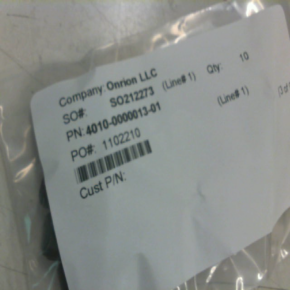 Company: Onrion LLC
SO#: SO212273 (Line# 1) Qty: 10
PN: 4010-0000013-01 (Line# 1)
PO#: 1102210
Cust P/N: